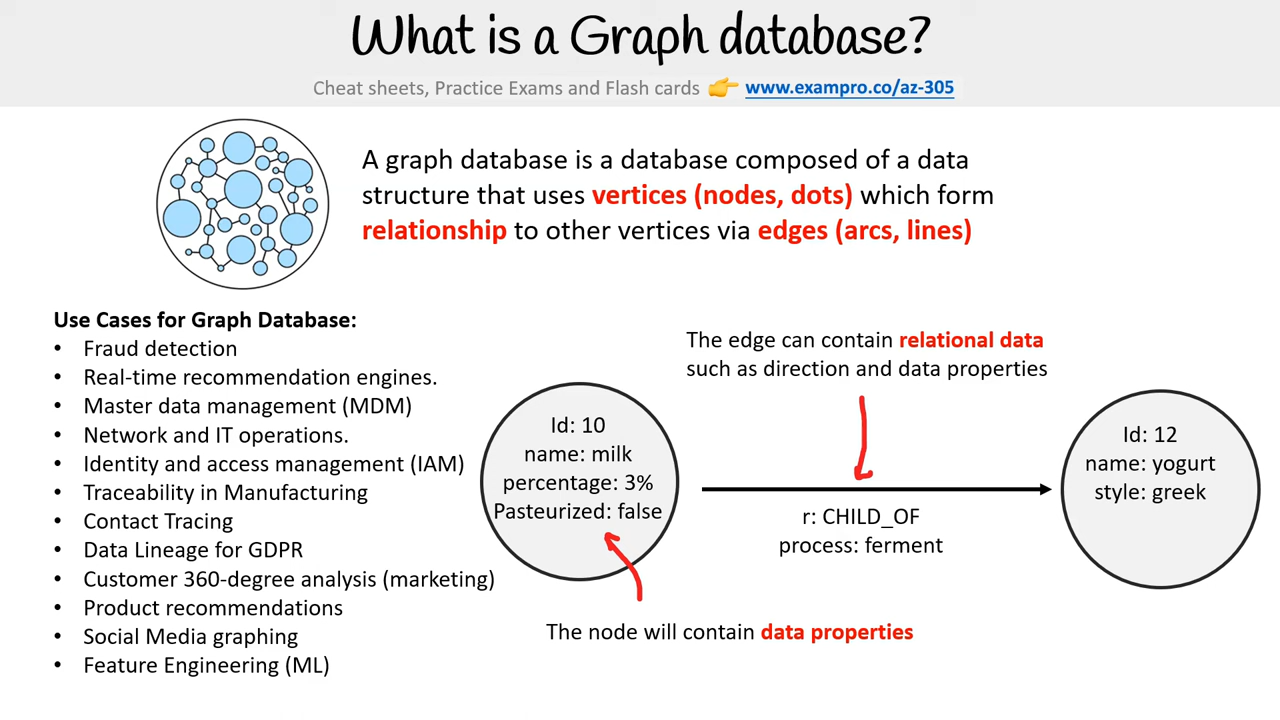 What is a Graph database?
Cheat sheets, Practice Exams and Flash cards 👉 www.exampro.co/az-305
A graph database is a database composed of a data
structure that uses vertices (nodes, dots) which form
relationship to other vertices via edges (arcs, lines)
Use Cases for Graph Database:
• Fraud detection
• Real-time recommendation engines.
• Master data management (MDM)
• Network and IT operations.
• Identity and access management (IAM)
• Traceability in Manufacturing
• Contact Tracing
• Data Lineage for GDPR
• Customer 360-degree analysis (marketing)
• Product recommendations
• Social Media graphing
• Feature Engineering (ML)
The edge can contain relational data
such as direction and data properties
Id: 10
name: milk
percentage: 3%
Pasteurized: false
r: CHILD_OF
process: ferment
Id: 12
name: yogurt
style: greek
The node will contain data properties